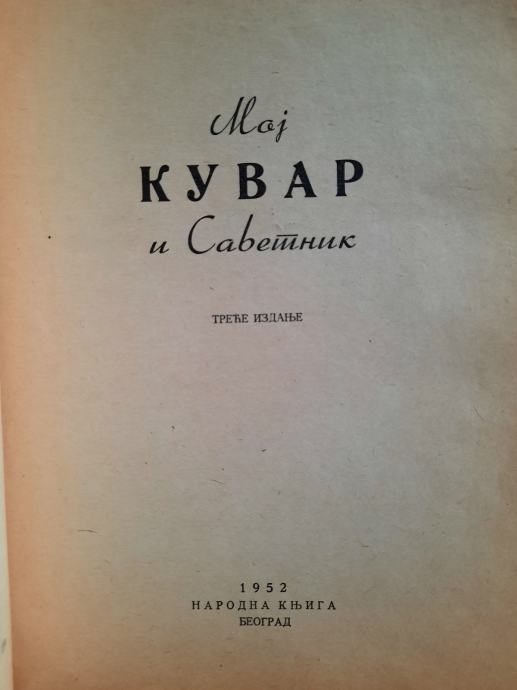 Мој
КУВАР
и Саветник
ТРЕЋЕ ИЗДАЊЕ
1952
НАРОДНА КЊИГА
БЕОГРАД